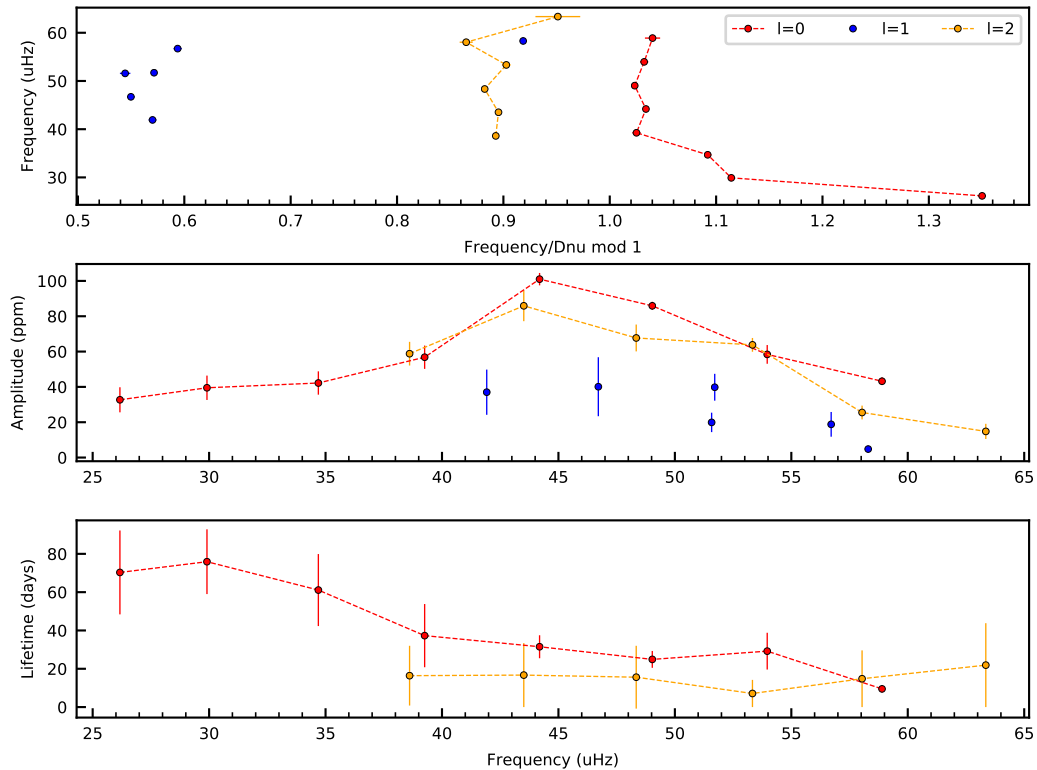 Frequency (uHz)
60
50
40
30
l=0 l=1 l=2
0.5 0.6 0.7 0.8 0.9 1.0 1.1 1.2 1.3
Frequency/Dnu mod 1
Amplitude (ppm)
100
80
60
40
20
0
25 30 35 40 45 50 55 60 65
Lifetime (days)
80
60
40
20
0
25 30 35 40 45 50 55 60 65
Frequency (uHz)